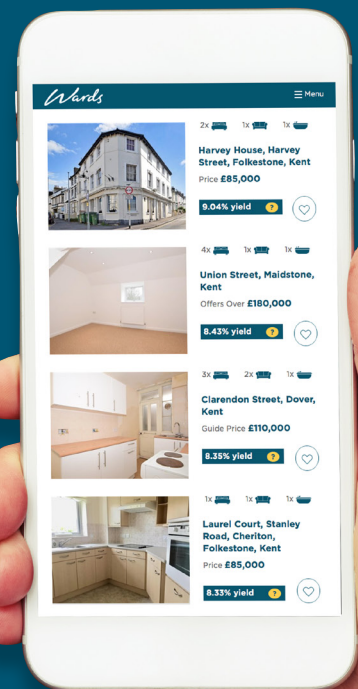 Wards
Menu
2x 1x 1x
Harvey House, Harvey
Street, Folkestone, Kent
Price £85,000
9.04% yield ?
4x 1x 1x
Union Street, Maidstone,
Kent
Offers Over £180,000
8.43% yield ?
3x 2x 1x
Clarendon Street, Dover,
Kent
Guide Price £110,000
8.35% yield ?
1x 1x 1x
Laurel Court, Stanley
Road, Cheriton,
Folkestone, Kent
Price £85,000
8.33% yield ?